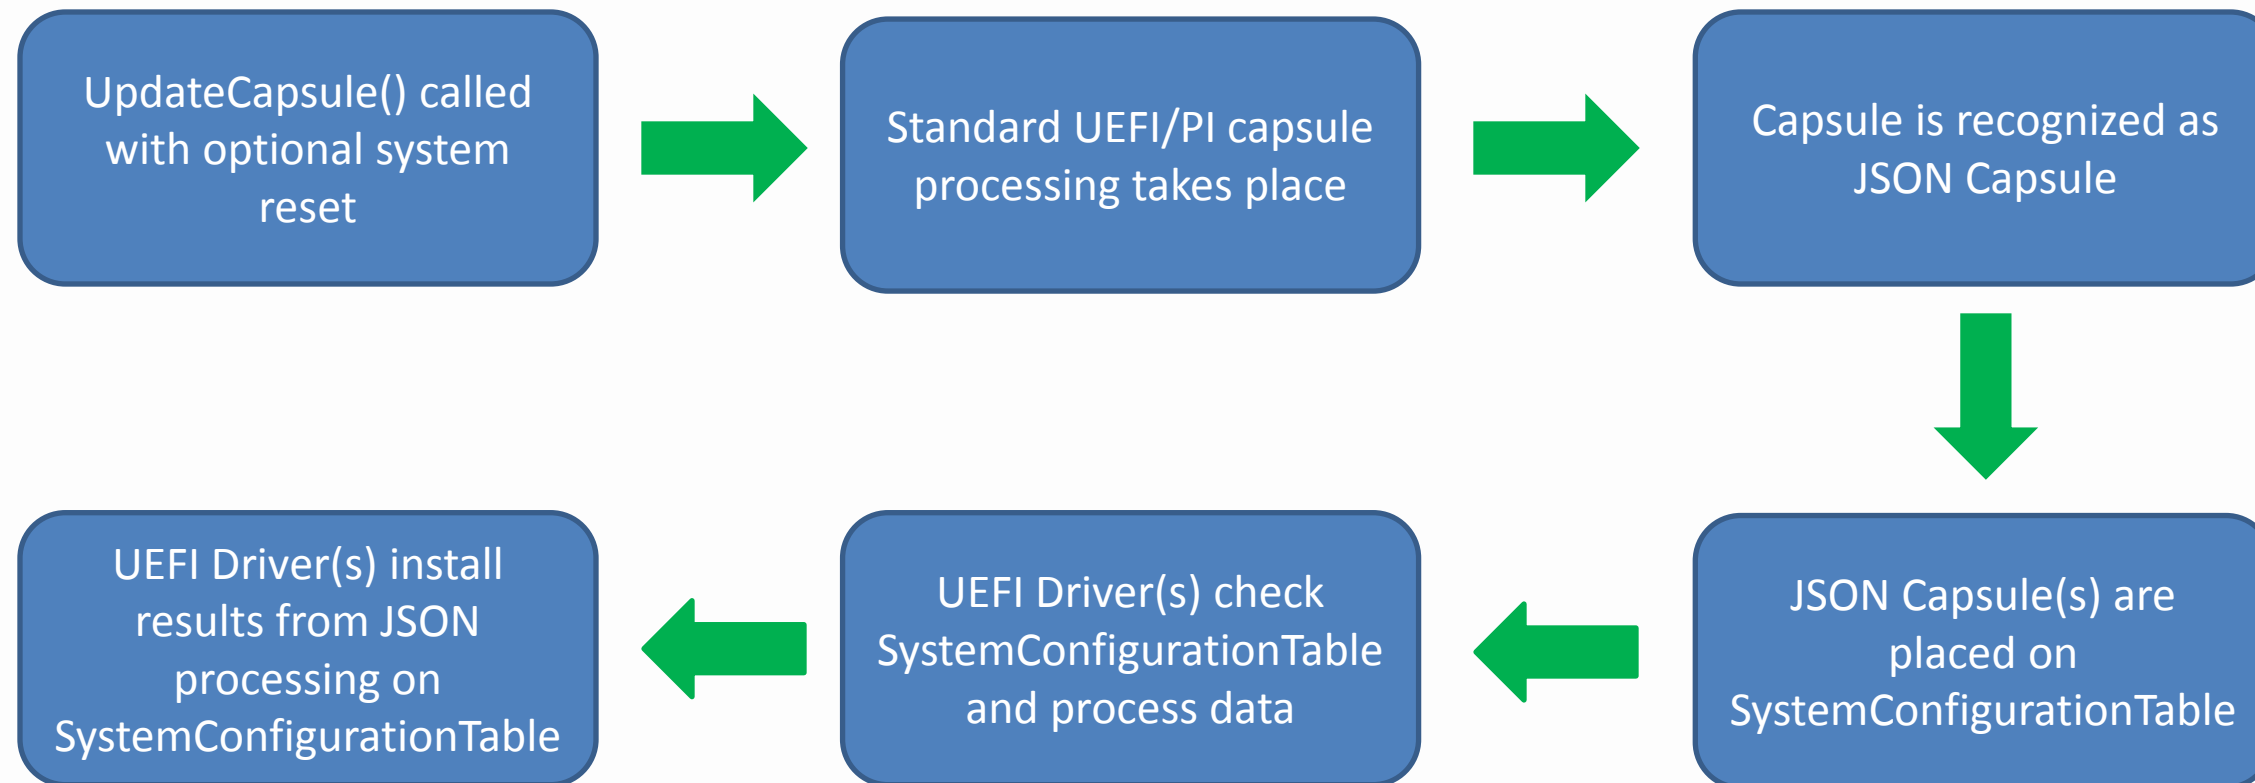 UpdateCapsule() called
with optional system
reset
Standard UEFI/PI capsule
processing takes place
Capsule is recognized as
JSON Capsule
JSON Capsule(s) are
placed on
SystemConfigurationTable
UEFI Driver(s) check
SystemConfigurationTable
and process data
UEFI Driver(s) install
results from JSON
processing on
SystemConfigurationTable